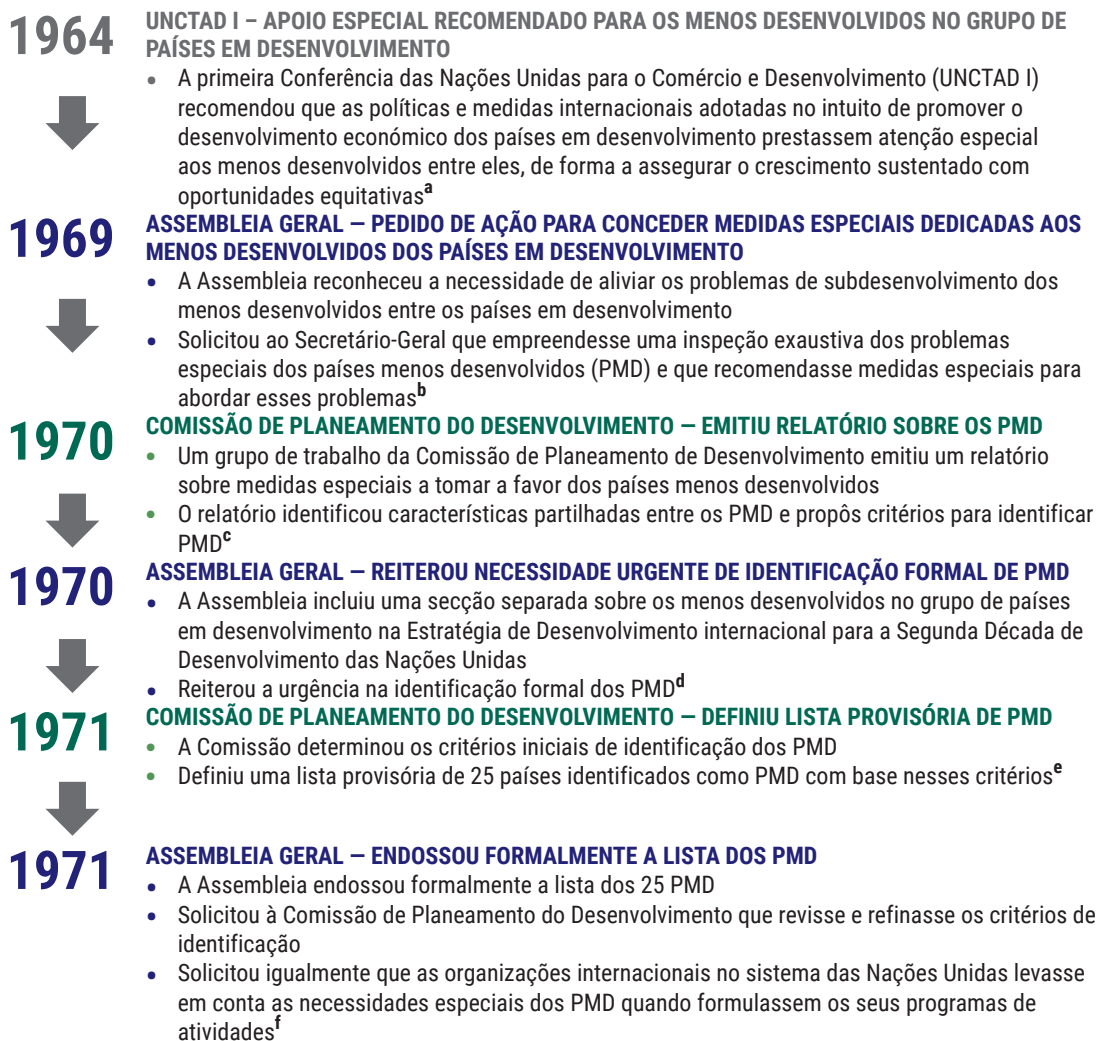 1964
UNCTAD I – APOIO ESPECIAL RECOMENDADO PARA OS MENOS DESENVOLVIDOS NO GRUPO DE
PAÍSES EM DESENVOLVIMENTO
• A primeira Conferência das Nações Unidas para o Comércio e Desenvolvimento (UNCTAD I)
recomendou que as políticas e medidas internacionais adotadas no intuito de promover o
desenvolvimento económico dos países em desenvolvimento prestassem atenção especial
aos menos desenvolvidos entre eles, de forma a assegurar o crescimento sustentado com
oportunidades equitativas^a
1969
ASSEMBLEIA GERAL — PEDIDO DE AÇÃO PARA CONCEDER MEDIDAS ESPECIAIS DEDICADAS AOS
MENOS DESENVOLVIDOS DOS PAÍSES EM DESENVOLVIMENTO
• A Assembleia reconheceu a necessidade de aliviar os problemas de subdesenvolvimento dos
menos desenvolvidos entre os países em desenvolvimento
• Solicitou ao Secretário-Geral que empreendesse uma inspeção exaustiva dos problemas
especiais dos países menos desenvolvidos (PMD) e que recomendasse medidas especiais para
abordar esses problemas^b
1970
COMISSÃO DE PLANEAMENTO DO DESENVOLVIMENTO — EMITIU RELATÓRIO SOBRE OS PMD
• Um grupo de trabalho da Comissão de Planeamento de Desenvolvimento emitiu um relatório
sobre medidas especiais a tomar a favor dos países menos desenvolvidos
• O relatório identificou características partilhadas entre os PMD e propôs critérios para identificar
PMD^c
1970
ASSEMBLEIA GERAL — REITEROU NECESSIDADE URGENTE DE IDENTIFICAÇÃO FORMAL DE PMD
• A Assembleia incluiu uma secção separada sobre os menos desenvolvidos no grupo de países
em desenvolvimento na Estratégia de Desenvolvimento internacional para a Segunda Década de
Desenvolvimento das Nações Unidas
• Reiterou a urgência na identificação formal dos PMD^d
1971
COMISSÃO DE PLANEAMENTO DO DESENVOLVIMENTO — DEFINIU LISTA PROVISÓRIA DE PMD
• A Comissão determinou os critérios iniciais de identificação dos PMD
• Definiu uma lista provisória de 25 países identificados como PMD com base nesses critérios^e
1971
ASSEMBLEIA GERAL — ENDOSSOU FORMALMENTE A LISTA DOS PMD
• A Assembleia endossou formalmente a lista dos 25 PMD
• Solicitou à Comissão de Planeamento do Desenvolvimento que revisse e refinasse os critérios de
identificação
• Solicitou igualmente que as organizações internacionais no sistema das Nações Unidas levasse
em conta as necessidades especiais dos PMD quando formulassem os seus programas de
atividades^f